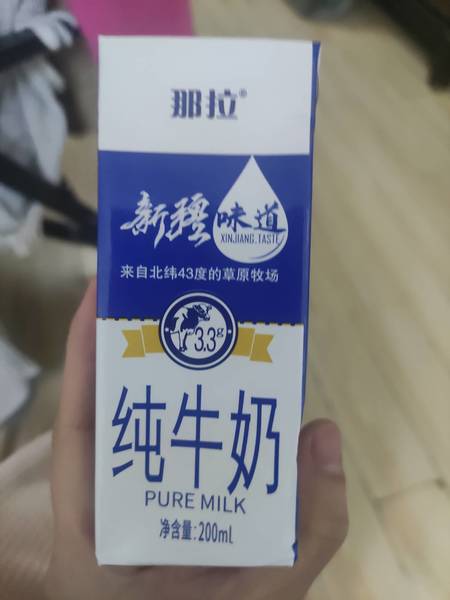 那拉®
新疆味道
XINJIANG.TASTE
来自北纬43度的草原牧场
3.3g
纯牛奶
PURE MILK
净含量:200ml